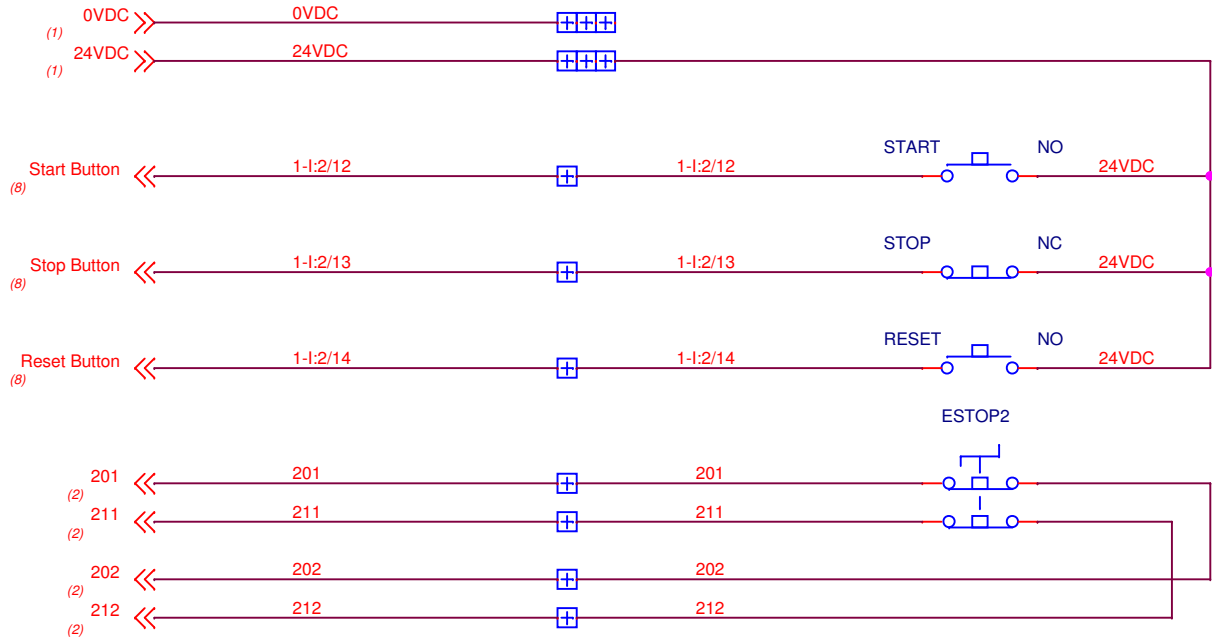 0VDC 0VDC
(1)
24VDC 24VDC
(1)
START NO
Start Button 1-I:2/12 1-I:2/12 24VDC
(8)
STOP NC
Stop Button 1-I:2/13 1-I:2/13 24VDC
(8)
RESET NO
Reset Button 1-I:2/14 1-I:2/14 24VDC
(8)
ESTOP2
201 201 201
(2)
211 211 211
(2)
202 202 202
(2)
212 212 212
(2)